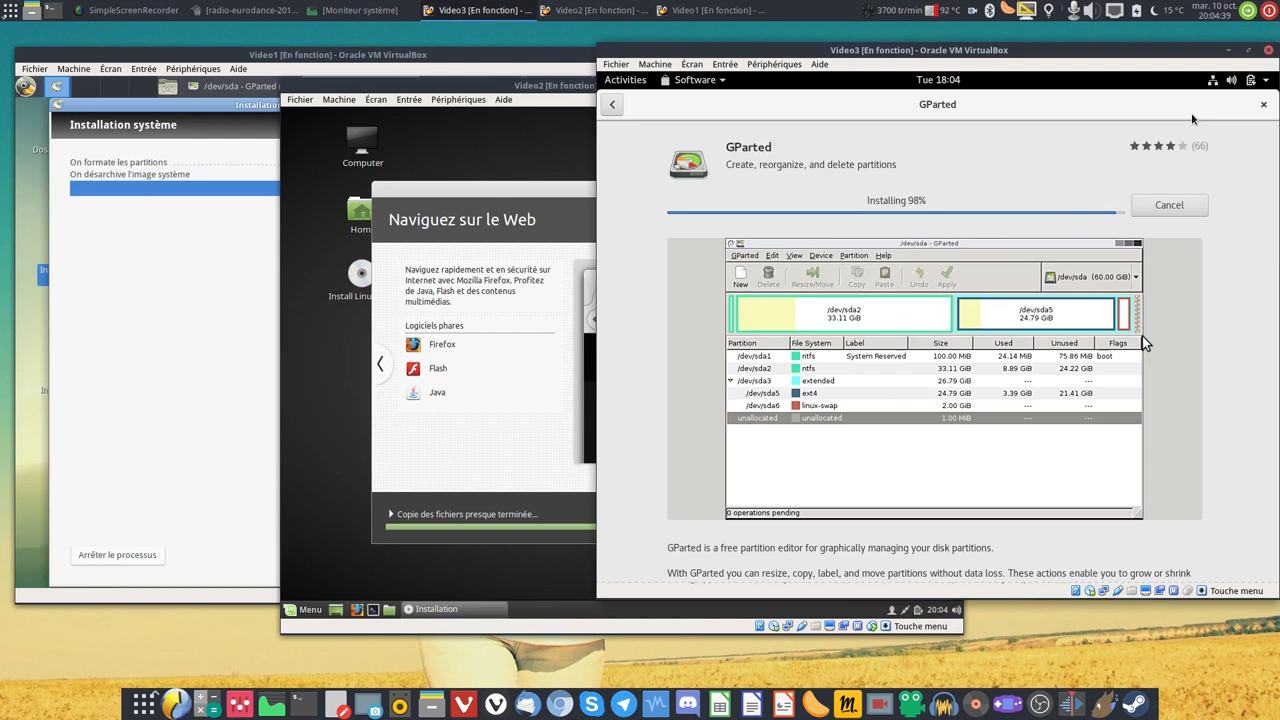 SimpleScreenRecorder
[radio-eurodance-201...
[Moniteur système]
Video3 [En fonction] - ...
Video2 [En fonction] - ...
Video1 [En fonction] - ...
3700 tr/min
92 °C
15 °C
mar. 10 oct.
20:04:39
Video1 [En fonction] - Oracle VM VirtualBox
Fichier Machine Écran Entrée Périphériques Aide
/dev/sda - GParted
Installation
Installation système
On formate les partitions
On désarchive l'image système
Arrêter le processus
Video2 [En fonction]
Fichier Machine Écran Entrée Périphériques Aide
Computer
Home
Install Linux
Naviguez sur le Web
Naviguez rapidement et en sécurité sur
Internet avec Mozilla Firefox. Profitez
de Java, Flash et des contenus
multimédias.
Logiciels phares
Firefox
Flash
Java
Copie des fichiers presque terminée...
Menu
Installation
20:04
Touche menu
Video3 [En fonction] - Oracle VM VirtualBox
Fichier Machine Écran Entrée Périphériques Aide
Activities
Software
Tue 18:04
GParted
GParted
Create, reorganize, and delete partitions
(66)
Installing 98%
Cancel
/dev/sda - GParted
GParted Edit View Device Partition Help
New Delete Resize/Move Copy Paste Undo Apply
/dev/sda (60.00 GiB)
/dev/sda2
33.11 GiB
/dev/sda5
24.79 GiB
Partition File System Label Size Used Unused Flags
/dev/sda1 ntfs System Reserved 100.00 MiB 24.14 MiB 75.86 MiB boot
/dev/sda2 ntfs 33.11 GiB 8.89 GiB 24.22 GiB
/dev/sda3 extended 26.79 GiB --- ---
/dev/sda5 ext4 24.79 GiB 3.39 GiB 21.41 GiB
/dev/sda6 linux-swap 2.00 GiB --- ---
unallocated unallocated 1.00 MiB --- ---
0 operations pending
GParted is a free partition editor for graphically managing your disk partitions.
With GParted you can resize, copy, label, and move partitions without data loss. These actions enable you to grow or shrink
Touche menu